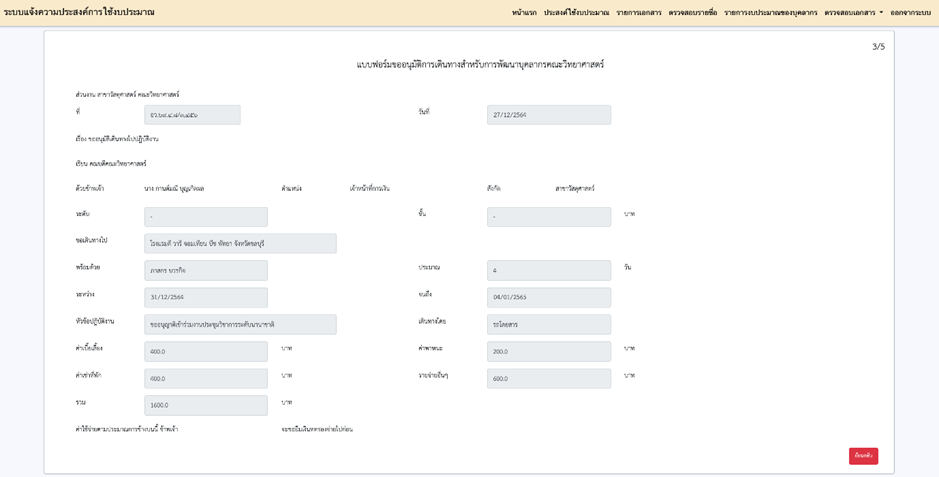 ระบบแจ้งความประสงค์การใช้งบประมาณ หน้าแรก ประสงค์ใช้งบประมาณ รายการเอกสาร ตรวจสอบรายชื่อ รายการงบประมาณของบุคลากร ตรวจสอบเอกสาร ออกจากระบบ
3/5
แบบฟอร์มขออนุมัติการเดินทางสำหรับการพัฒนาบุคลากรคณะวิทยาศาสตร์
ส่วนงาน สาขาวัสดุศาสตร์ คณะวิทยาศาสตร์
ที่ วันที่ 27/12/2564
เรื่อง ขออนุมัติเดินทางไปปฏิบัติงาน
เรียน คณบดีคณะวิทยาศาสตร์
ด้วยข้าพเจ้า นาง กานต์มณี บุญเกิดผล ตำแหน่ง เจ้าหน้าที่การเงิน สังกัด สาขาวัสดุศาสตร์
ระดับ - ขั้น - บาท
ขอเดินทางไป โรงแรมดี วารี จอมเทียน บีช พัทยา จังหวัดชลบุรี
พร้อมด้วย ภาสกร ประมาณ 4 วัน
ระหว่าง 31/12/2564 จนถึง 04/01/2565
หัวข้อปฏิบัติงาน ขออนุญาติเข้าร่วมงานประชุมวิชาการระดับนานาชาติ เดินทางโดย รถโดยสาร
ค่าเบี้ยเลี้ยง 400.0 บาท ค่าพาหนะ 200.0 บาท
ค่าเช่าที่พัก 400.0 บาท รายจ่ายอื่นๆ 600.0 บาท
รวม 1600.0 บาท
ค่าใช้จ่ายตามประมาณการข้างบนนี้ ข้าพเจ้า จะขอยืมเงินทดรองจ่ายไปก่อน
ย้อนกลับ